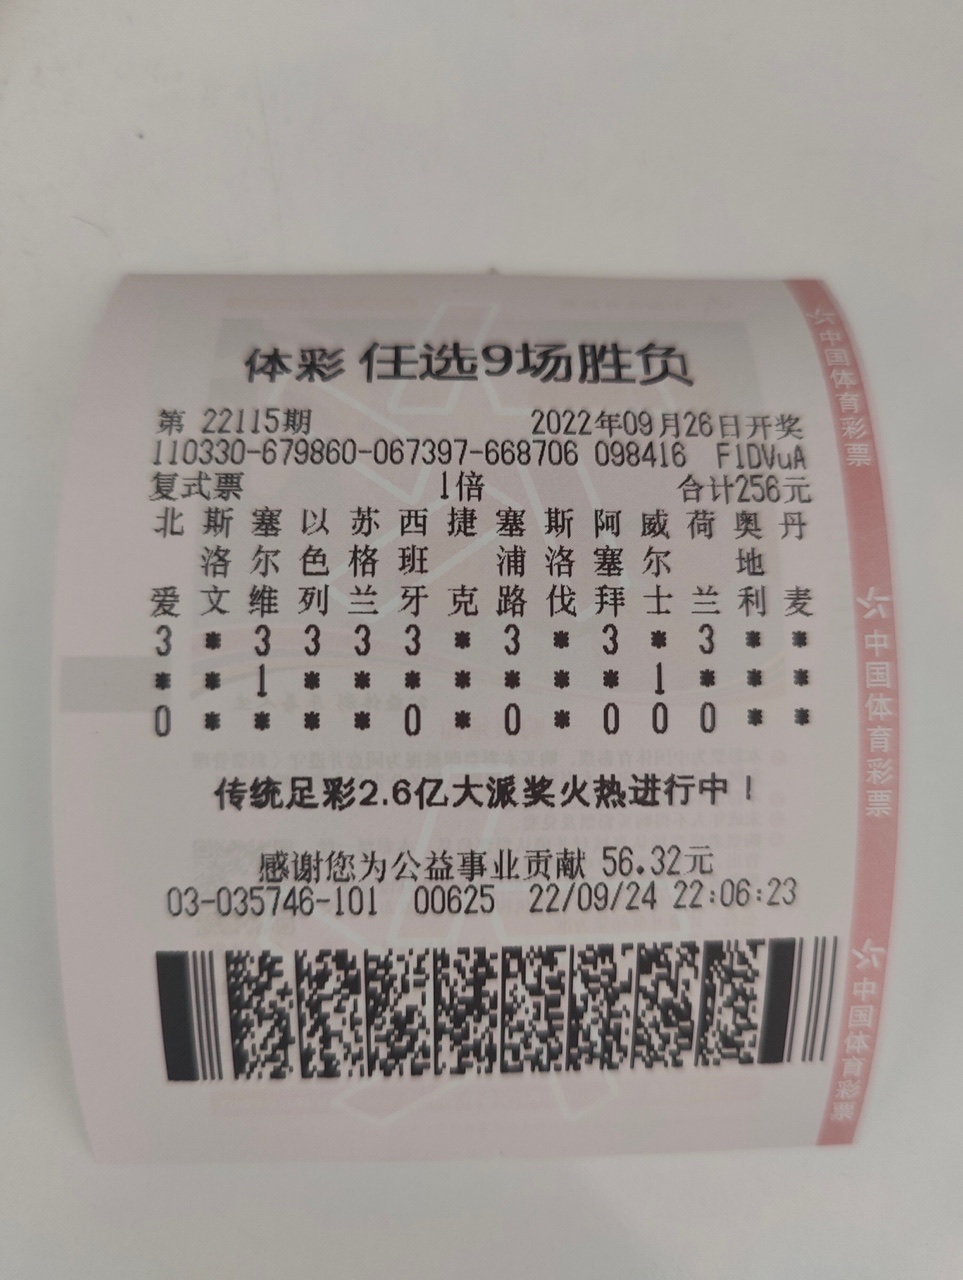 体彩 任选9场胜负
第 22115期 2022年09月26日开奖
110330-679860-067397-668706 098416 F1DVuA
复式票 1倍 合计256元
北 斯 塞 以 苏 西 捷 塞 斯 阿 威 荷 奥 丹
洛 尔 色 格 班 浦 洛 塞 尔 地
爱 文 维 列 兰 牙 克 路 伐 拜 士 兰 利 麦
3 * 3 3 3 3 * 3 * 3 * 3 * *
* * 1 * * * * * * * 1 * * *
0 * * * * 0 * 0 * 0 0 0 * *
传统足彩2.6亿大派奖火热进行中！
感谢您为公益事业贡献 56.32元
03-035746-101 00625 22/09/24 22:06:23
中国体育彩票
中国体育彩票
中国体育彩票